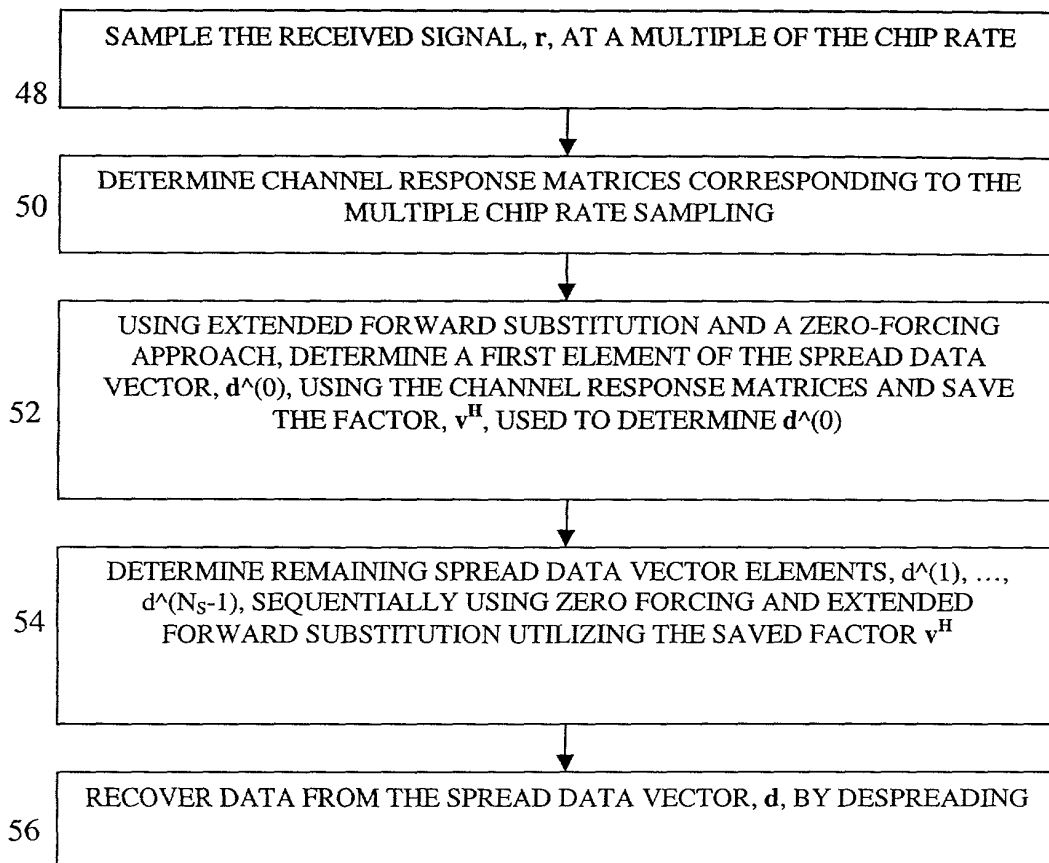 SAMPLE THE RECEIVED SIGNAL, r, AT A MULTIPLE OF THE CHIP RATE
48
DETERMINE CHANNEL RESPONSE MATRICES CORRESPONDING TO THE
MULTIPLE CHIP RATE SAMPLING
50
USING EXTENDED FORWARD SUBSTITUTION AND A ZERO-FORCING
APPROACH, DETERMINE A FIRST ELEMENT OF THE SPREAD DATA
VECTOR, d^(0), USING THE CHANNEL RESPONSE MATRICES AND SAVE
THE FACTOR, v^H, USED TO DETERMINE d^(0)
52
DETERMINE REMAINING SPREAD DATA VECTOR ELEMENTS, d^(1), ...,
d^(NS-1), SEQUENTIALLY USING ZERO FORCING AND EXTENDED
FORWARD SUBSTITUTION UTILIZING THE SAVED FACTOR v^H
54
RECOVER DATA FROM THE SPREAD DATA VECTOR, d, BY DESPREADING
56